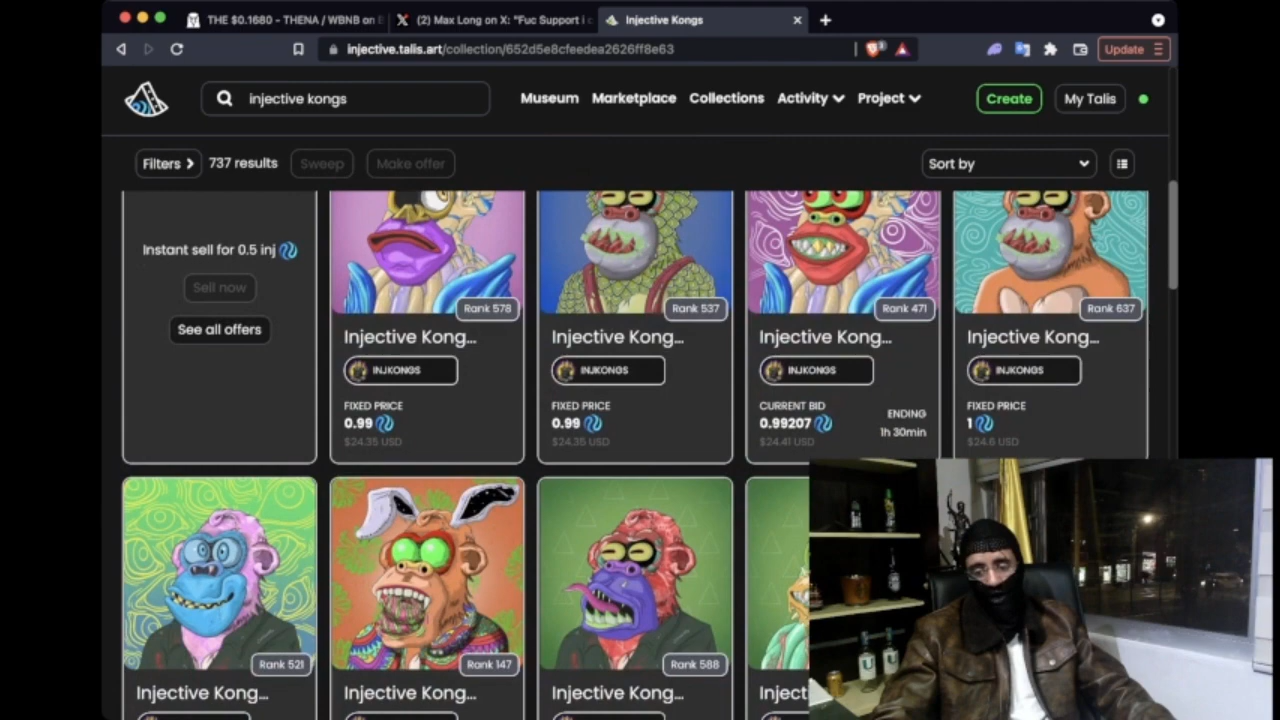 THE $0.1680 - THENA / WBNB on
(2) Max Long on X: "Fuc Support i c
Injective Kongs
injective.talis.art/collection/652d5e8cfeedea2626ff8e63
Update
injective kongs
Museum Marketplace Collections Activity Project
Create
My Talis
Filters 737 results Sweep Make offer
Sort by
Instant sell for 0.5 inj
Sell now
See all offers
Rank 578
Rank 537
Rank 471
Rank 637
Injective Kong...
Injective Kong...
Injective Kong...
Injective Kong...
INJKONGS
INJKONGS
INJKONGS
INJKONGS
FIXED PRICE
0.99
$24.35 USD
FIXED PRICE
0.99
$24.35 USD
CURRENT BID
0.99207
$24.41 USD
ENDING
1h 30min
FIXED PRICE
1
$24.6 USD
Rank 521
Rank 147
Rank 588
Injective Kong...
Injective Kong...
Injective Kong...
Inject